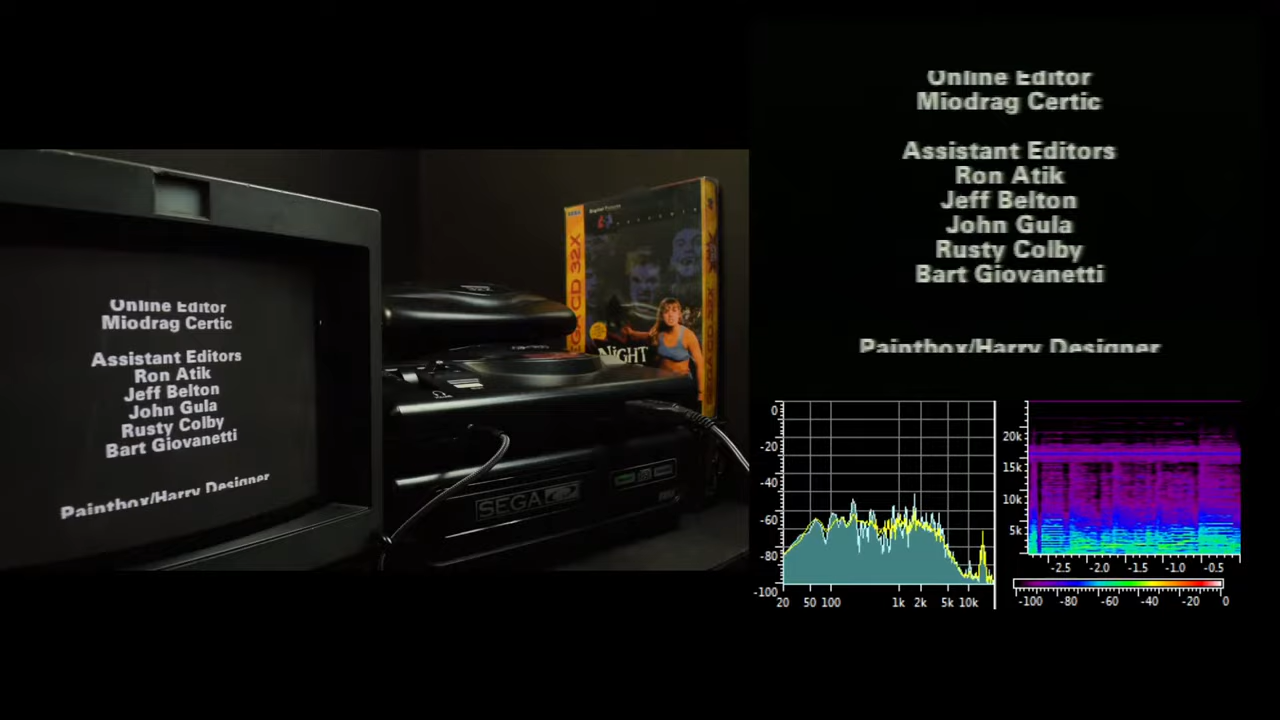 Online Editor
Miodrag Certic
Assistant Editors
Ron Atik
Jeff Belton
John Gula
Rusty Colby
Bart Giovanetti
Paintbox/Harry Designer
SEGA CD 32X
NIGHT
SEGA
Online Editor
Miodrag Certic
Assistant Editors
Ron Atik
Jeff Belton
John Gula
Rusty Colby
Bart Giovanetti
Paintbox/Harry Designer
0
-20
-40
-60
-80
-100
20 50 100 1k 2k 5k 10k
20k
15k
10k
5k
-2.5 -2.0 -1.5 -1.0 -0.5
-100 -80 -60 -40 -20 0